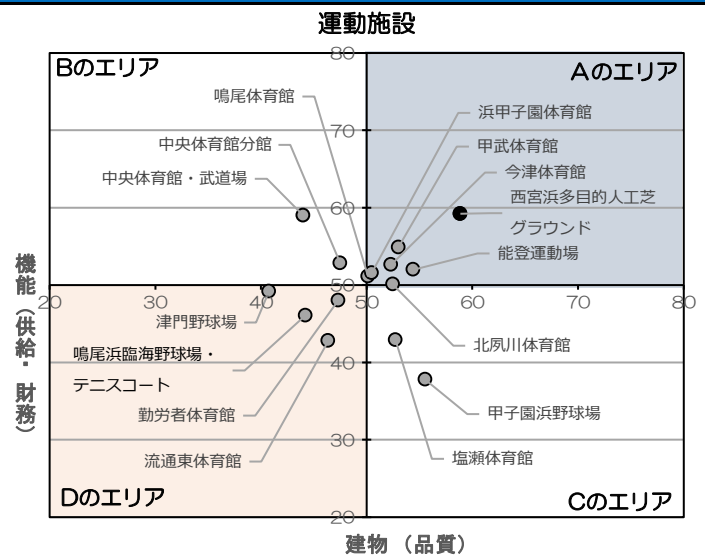 運動施設
80
Bのエリア
Aのエリア
鳴尾体育館
浜甲子園体育館
70
中央体育館分館
甲武体育館
中央体育館・武道場
今津体育館
60
西宮浜多目的人工芝
グラウンド
能登運動場
機能（供給・財務）
50
20
30
40
50
60
70
80
津門野球場
40
北夙川体育館
鳴尾浜臨海野球場・
テニスコート
勤労者体育館
甲子園浜野球場
30
流通東体育館
塩瀬体育館
Dのエリア
Cのエリア
20
建物（品質）